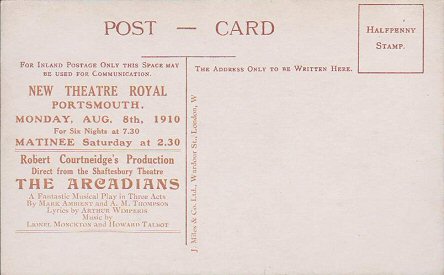 POST — CARD
HALFPENNY
STAMP.
FOR INLAND POSTAGE ONLY THIS SPACE MAY
BE USED FOR COMMUNICATION.
THE ADDRESS ONLY TO BE WRITTEN HERE.
NEW THEATRE ROYAL
PORTSMOUTH.
MONDAY, AUG. 8th, 1910
For Six Nights at 7.30
MATINEE Saturday at 2.30
Robert Courtneidge's Production
Direct from the Shaftesbury Theatre
THE ARCADIANS
A Fantastic Musical Play in Three Acts
By MARK AMBIENT and A. M. THOMPSON
Lyrics by ARTHUR WIMPERIS
Music by
LIONEL MONCKTON and HOWARD TALBOT
J. Miles & Co. Ltd., Wardour St., London, W